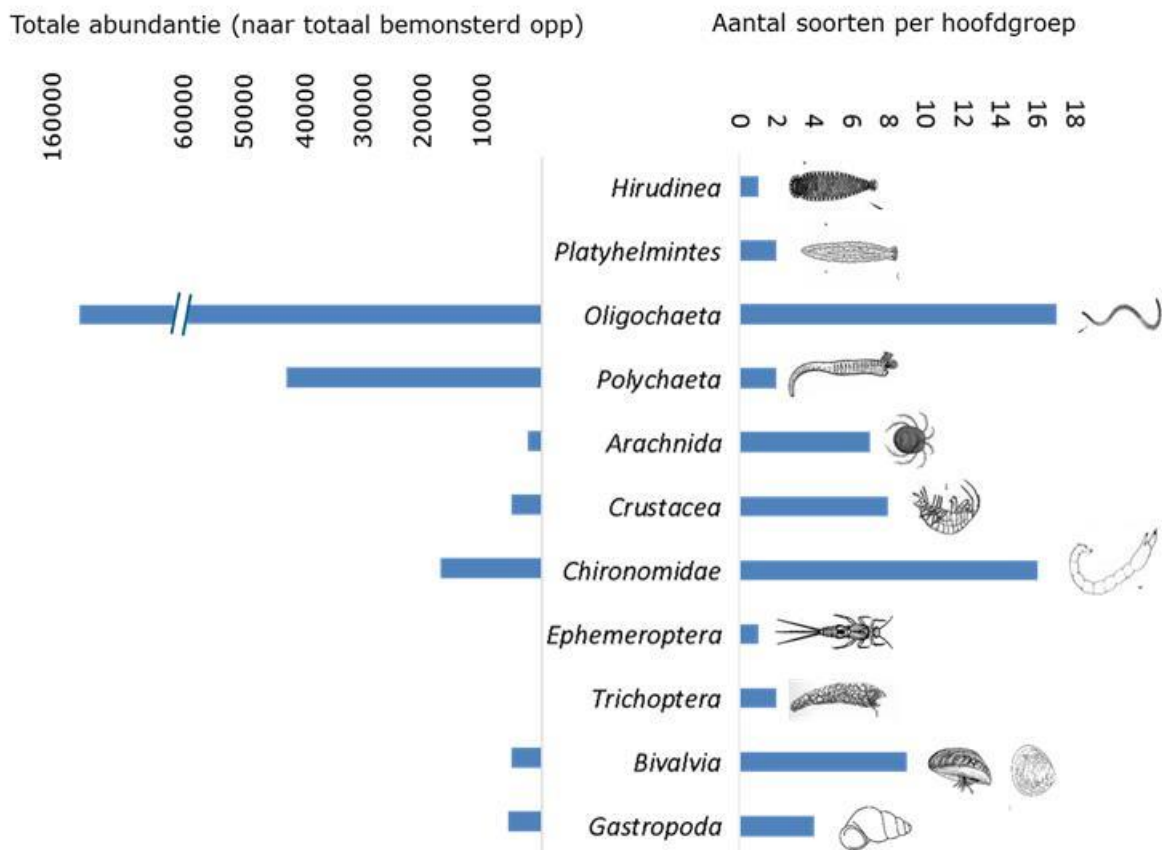 Totale abundantie (naar totaal bemonsterd opp)
Aantal soorten per hoofdgroep
160000 60000 50000 40000 30000 20000 10000
0 2 4 6 8 10 12 14 16 18
Hirudinea
Platyhelmintes
Oligochaeta
Polychaeta
Arachnida
Crustacea
Chironomidae
Ephemeroptera
Trichoptera
Bivalvia
Gastropoda